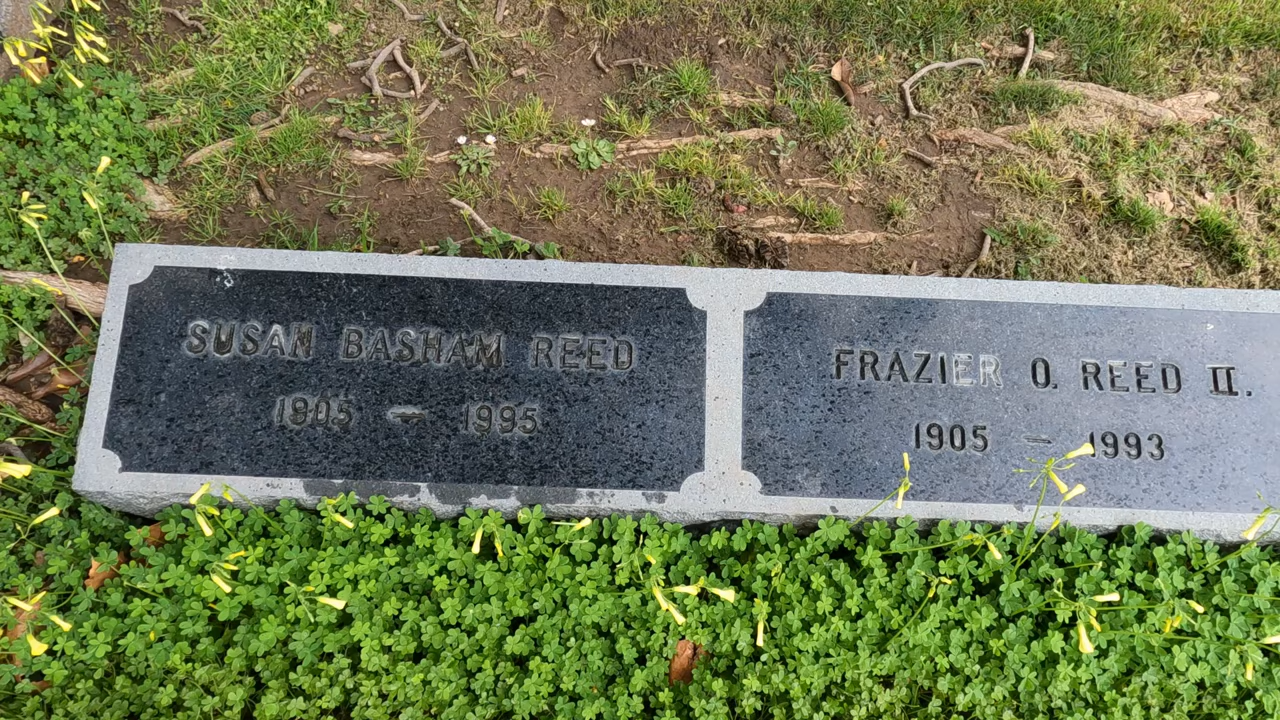 SUSAN BASHAM REED
1905 — 1995
FRAZIER O. REED II.
1905 — 1993